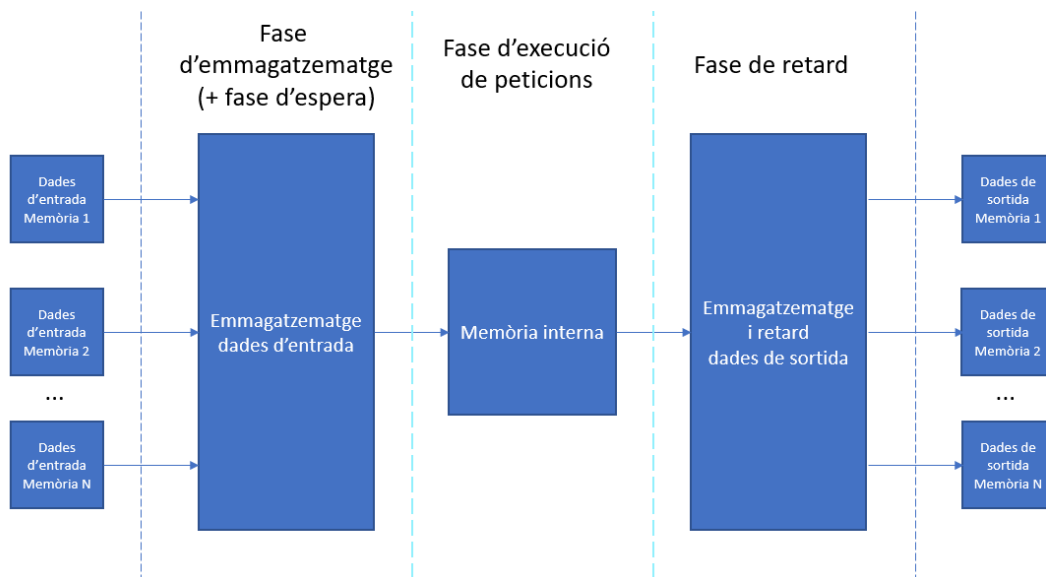 Fase
d’emmagatzematge
(+ fase d’espera)
Fase d’execució
de peticions
Fase de retard
Dades
d’entrada
Memòria 1
Dades
d’entrada
Memòria 2
...
Dades
d’entrada
Memòria N
Emmagatzematge
dades d’entrada
Memòria interna
Emmagatzematge
i retard
dades de sortida
Dades de
sortida
Memòria 1
Dades de
sortida
Memòria 2
...
Dades de
sortida
Memòria N